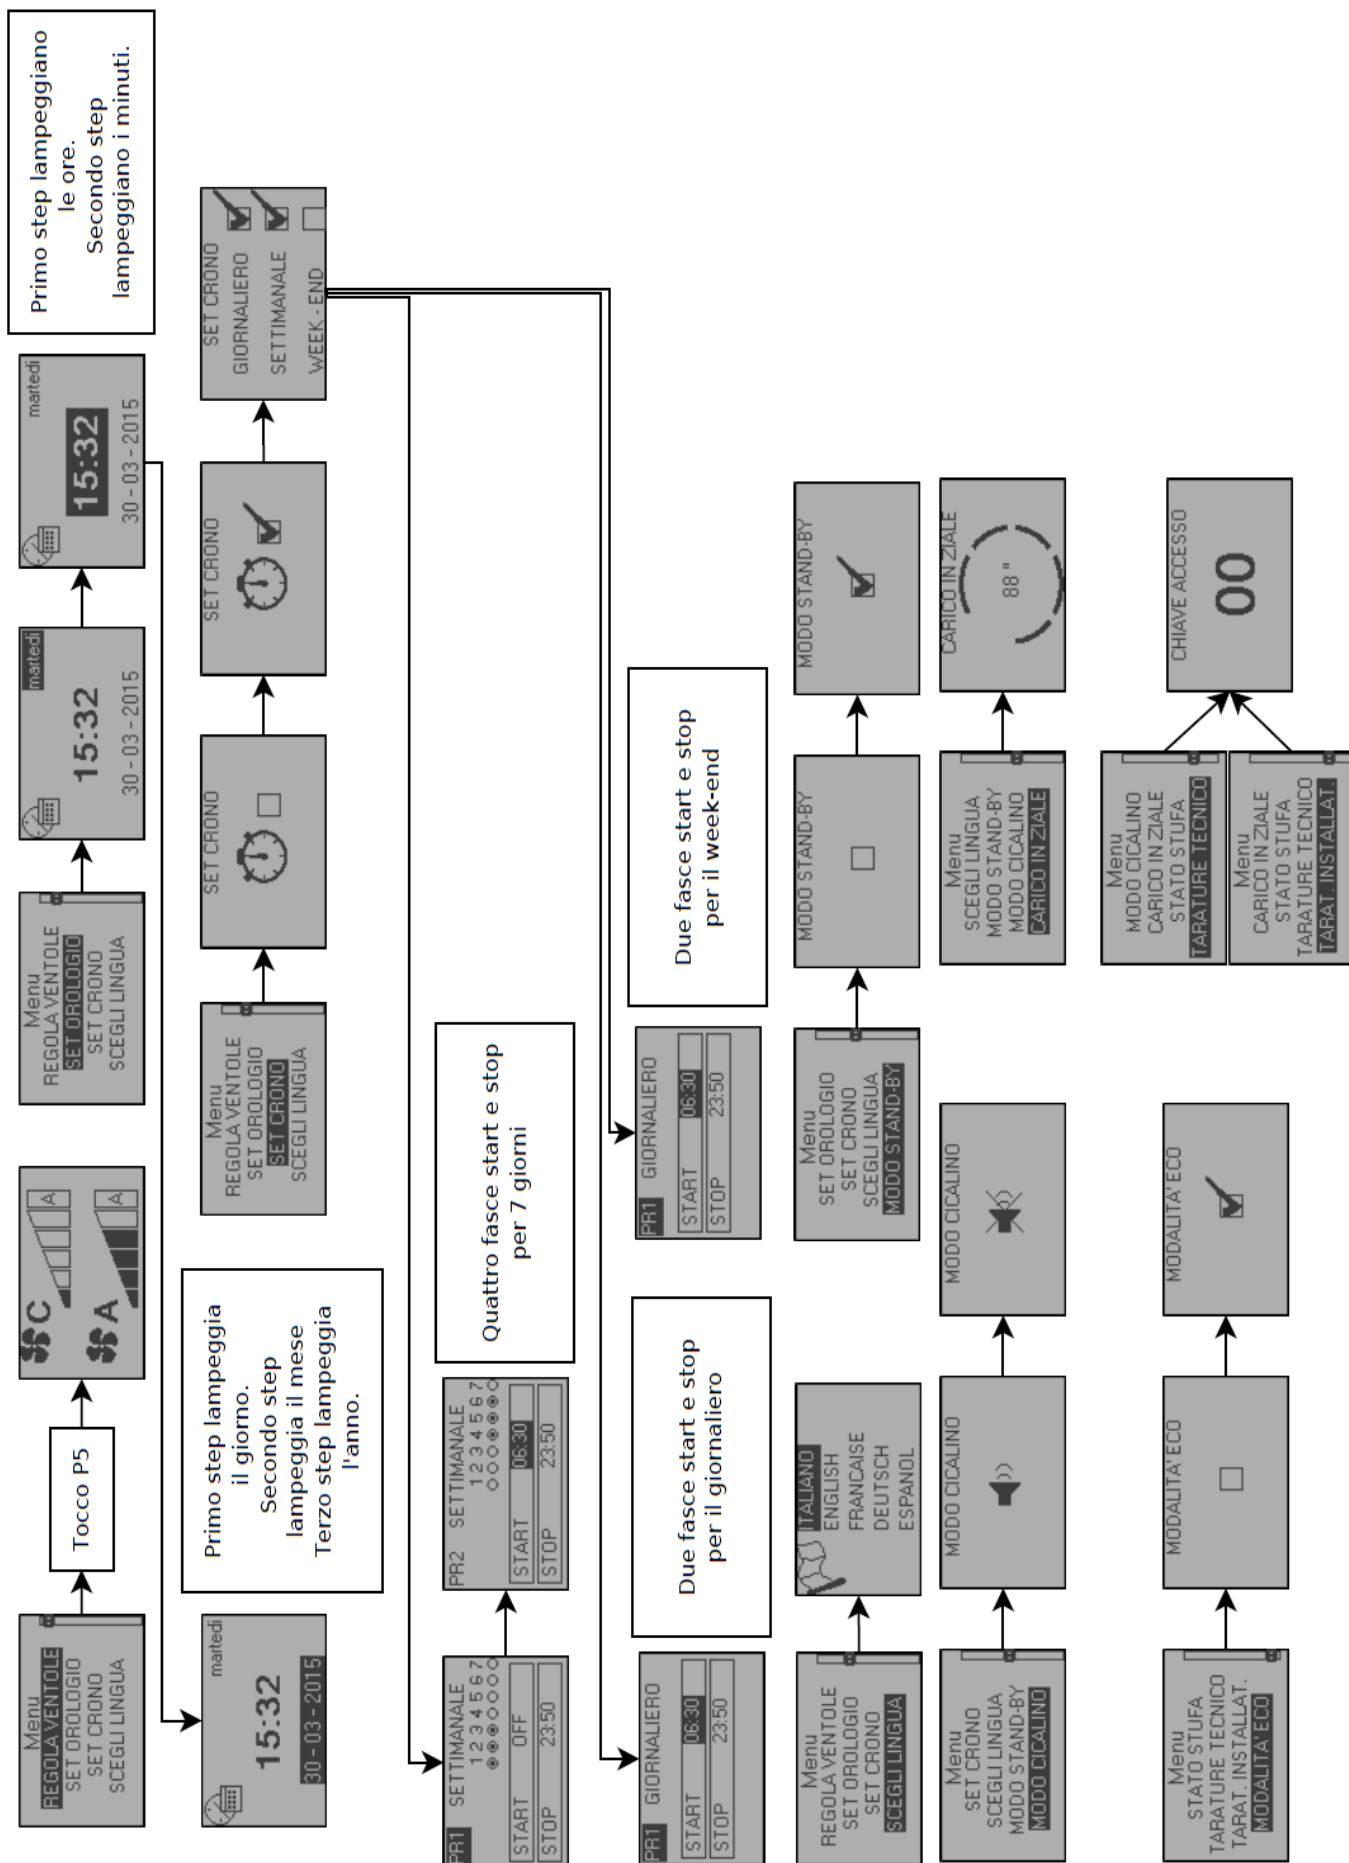 Menu
REGOLA VENTOLE
SET OROLOGIO
SET CRONO
SCEGLI LINGUA
Tocco P5
C
A
A
A
Menu
REGOLA VENTOLE
SET OROLOGIO
SET CRONO
SCEGLI LINGUA
martedi
15:32
30 - 03 - 2015
martedi
15:32
30 - 03 - 2015
Primo step lampeggiano
le ore.
Secondo step
lampeggiano i minuti.
martedi
15:32
30 - 03 - 2015
Primo step lampeggia
il giorno.
Secondo step
lampeggia il mese
Terzo step lampeggia
l'anno.
Menu
REGOLA VENTOLE
SET OROLOGIO
SET CRONO
SCEGLI LINGUA
SET CRONO
SET CRONO
SET CRONO
GIORNALIERO
SETTIMANALE
WEEK - END
PR1 SETTIMANALE
1 2 3 4 5 6 7
START OFF
STOP 23:50
PR2 SETTIMANALE
1 2 3 4 5 6 7
START 06:30
STOP 23:50
Quattro fasce start e stop
per 7 giorni
PR1 GIORNALIERO
START 06:30
STOP 23:50
Due fasce start e stop
per il giornaliero
PR1 GIORNALIERO
START 06:30
STOP 23:50
Due fasce start e stop
per il week-end
Menu
REGOLA VENTOLE
SET OROLOGIO
SET CRONO
SCEGLI LINGUA
ITALIANO
ENGLISH
FRANCAISE
DEUTSCH
ESPANOL
Menu
SET OROLOGIO
SET CRONO
SCEGLI LINGUA
MODO STAND-BY
MODO STAND-BY
MODO STAND-BY
Menu
SET CRONO
SCEGLI LINGUA
MODO STAND-BY
MODO CICALINO
MODO CICALINO
MODO CICALINO
Menu
SCEGLI LINGUA
MODO STAND-BY
MODO CICALINO
CARICO IN ZIALE
CARICO IN ZIALE
88 "
Menu
STATO STUFA
TARATURE TECNICO
TARAT. INSTALLAT.
MODALITA' ECO
MODALITA' ECO
MODALITA' ECO
Menu
MODO CICALINO
CARICO IN ZIALE
STATO STUFA
TARATURE TECNICO
Menu
CARICO IN ZIALE
STATO STUFA
TARATURE TECNICO
TARAT. INSTALLAT.
CHIAVE ACCESSO
00